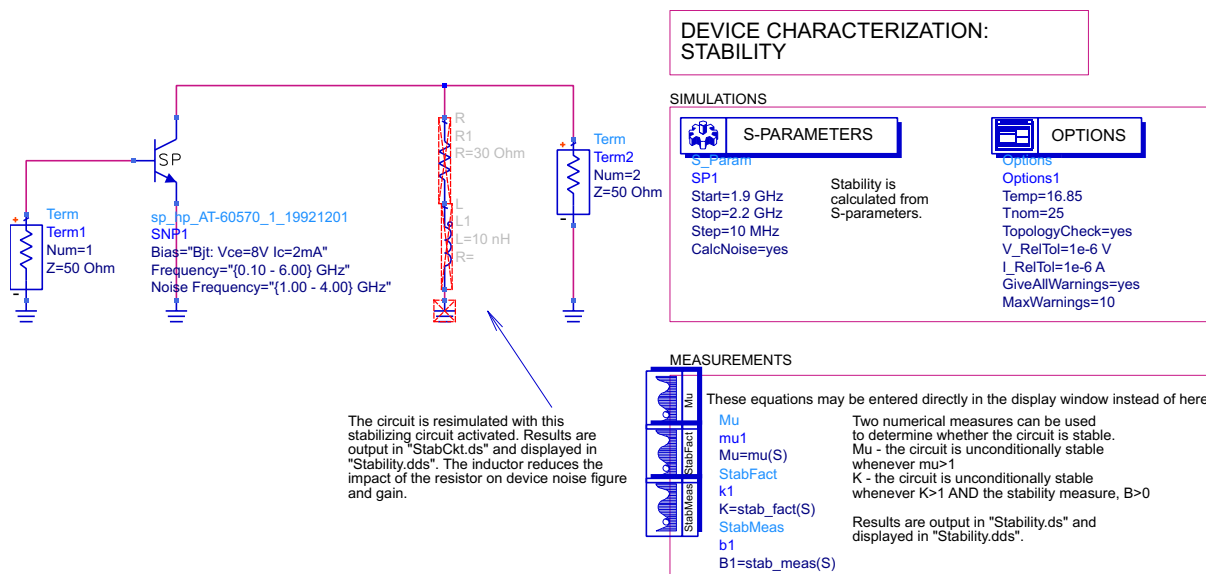 DEVICE CHARACTERIZATION:
STABILITY
SP
Term
Term1
Num=1
Z=50 Ohm
sp_hp_AT-60570_1_19921201
SNP1
Bias="Bjt: Vce=8V Ic=2mA"
Frequency="{0.10 - 6.00} GHz"
Noise Frequency="{1.00 - 4.00} GHz"
R
R1
R=30 Ohm
L
L1
L=10 nH
R=
Term
Term2
Num=2
Z=50 Ohm
The circuit is resimulated with this
stabilizing circuit activated. Results are
output in "StabCkt.ds" and displayed in
"Stability.dds". The inductor reduces the
impact of the resistor on device noise figure
and gain.
SIMULATIONS
S-PARAMETERS
S_Param
SP1
Start=1.9 GHz
Stop=2.2 GHz
Step=10 MHz
CalcNoise=yes
Stability is
calculated from
S-parameters.
OPTIONS
Options
Options1
Temp=16.85
Tnom=25
TopologyCheck=yes
V_RelTol=1e-6 V
I_RelTol=1e-6 A
GiveAllWarnings=yes
MaxWarnings=10
MEASUREMENTS
These equations may be entered directly in the display window instead of here
Mu
StabFact
StabMeas
Mu
mu1
Mu=mu(S)
StabFact
k1
K=stab_fact(S)
StabMeas
b1
B1=stab_meas(S)
Two numerical measures can be used
to determine whether the circuit is stable.
Mu - the circuit is unconditionally stable
whenever mu>1
K - the circuit is unconditionally stable
whenever K>1 AND the stability measure, B>0
Results are output in "Stability.ds" and
displayed in "Stability.dds".